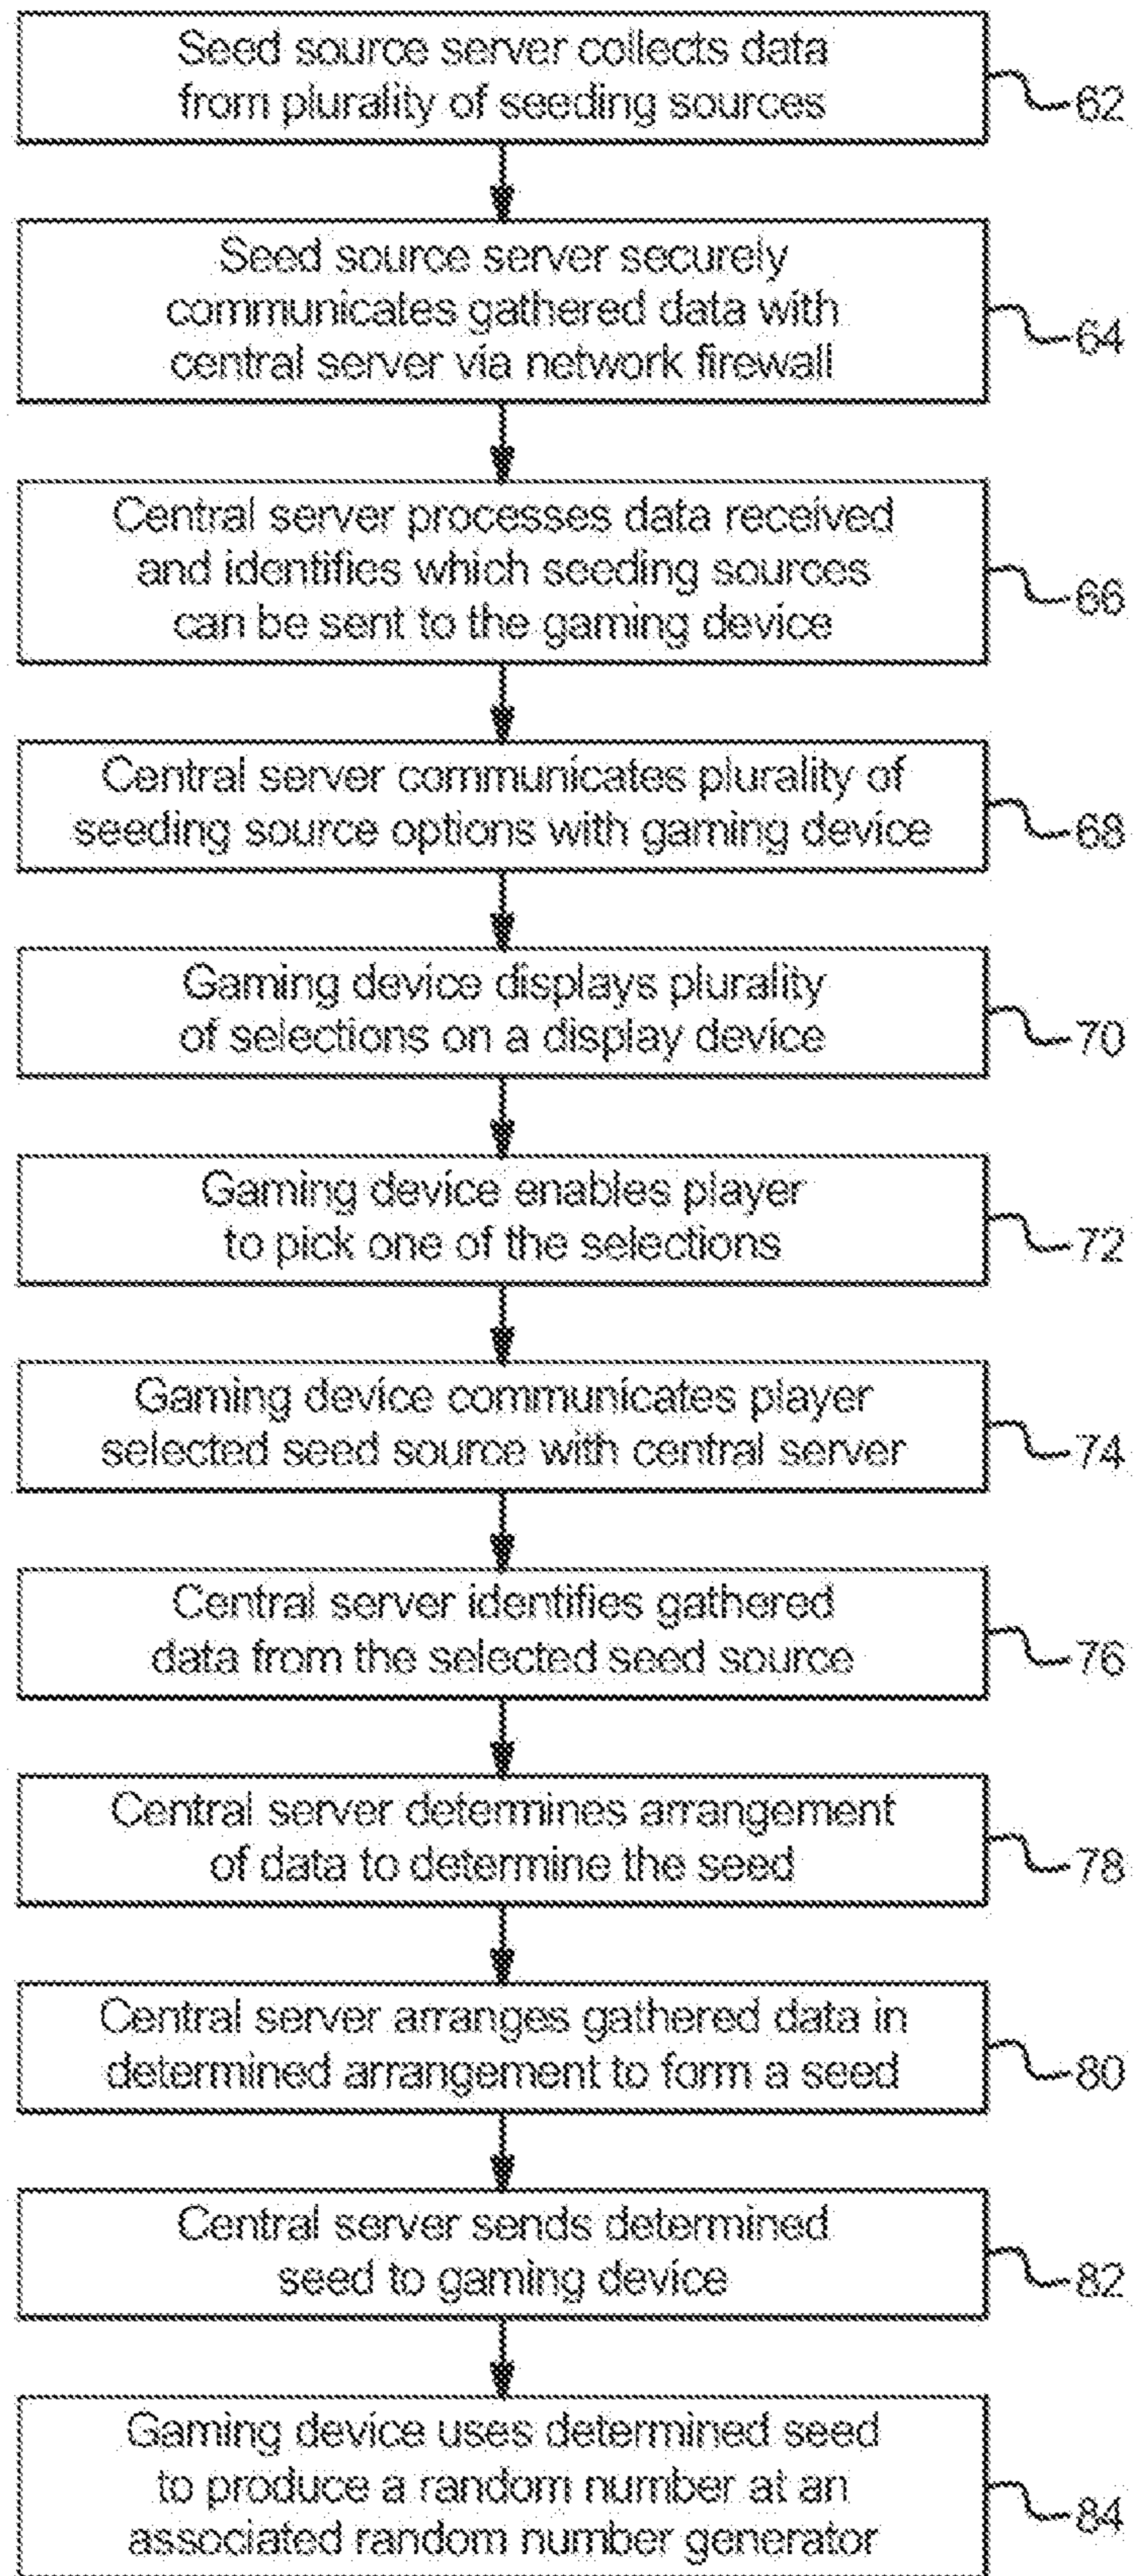 Seed source server collects data
from plurality of seeding sources
62
Seed source server securely
communicates gathered data with
central server via network firewall
64
Central server processes data received
and identifies which seeding sources
can be sent to the gaming device
66
Central server communicates plurality of
seeding source options with gaming device
68
Gaming device displays plurality
of selections on a display device
70
Gaming device enables player
to pick one of the selections
72
Gaming device communicates player
selected seed source with central server
74
Central server identifies gathered
data from the selected seed source
76
Central server determines arrangement
of data to determine the seed
78
Central server arranges gathered data in
determined arrangement to form a seed
80
Central server sends determined
seed to gaming device
82
Gaming device uses determined seed
to produce a random number at an
associated random number generator
84